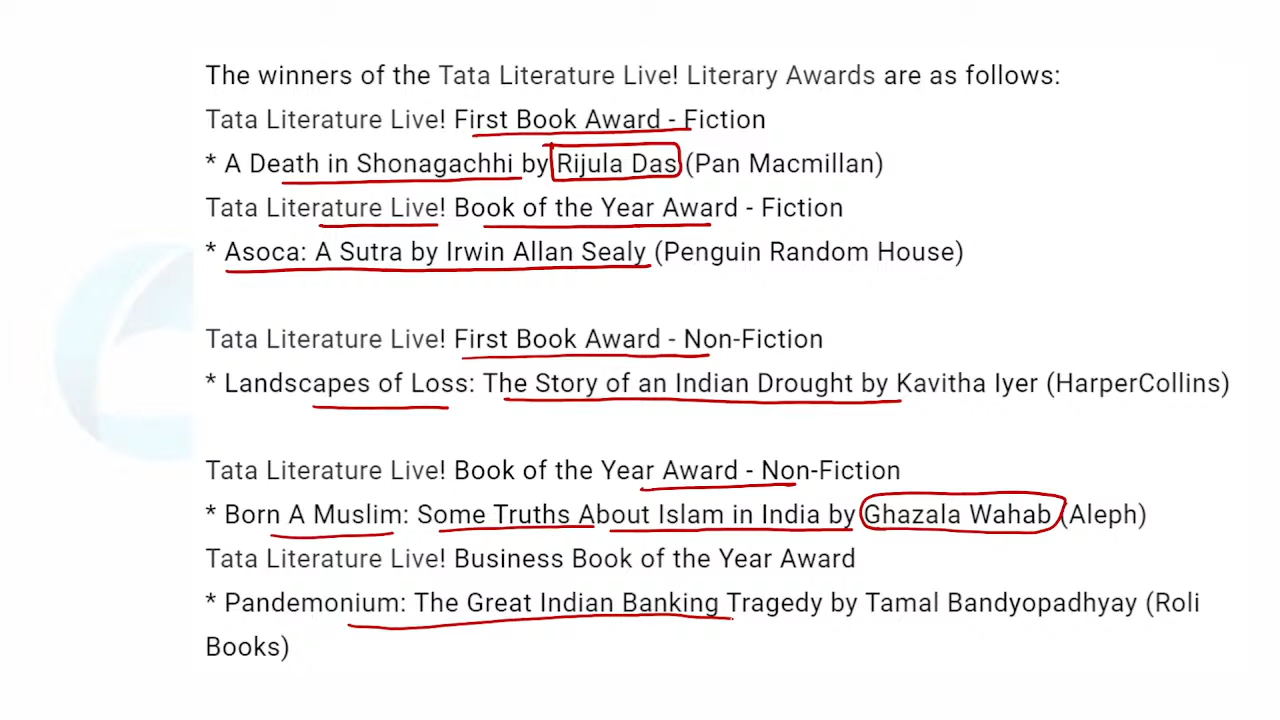 The winners of the Tata Literature Live! Literary Awards are as follows:
Tata Literature Live! First Book Award - Fiction
* A Death in Shonagachhi by Rijula Das (Pan Macmillan)
Tata Literature Live! Book of the Year Award - Fiction
* Asoca: A Sutra by Irwin Allan Sealy (Penguin Random House)
Tata Literature Live! First Book Award - Non-Fiction
* Landscapes of Loss: The Story of an Indian Drought by Kavitha Iyer (HarperCollins)
Tata Literature Live! Book of the Year Award - Non-Fiction
* Born A Muslim: Some Truths About Islam in India by Ghazala Wahab (Aleph)
Tata Literature Live! Business Book of the Year Award
* Pandemonium: The Great Indian Banking Tragedy by Tamal Bandyopadhyay (Roli
Books)